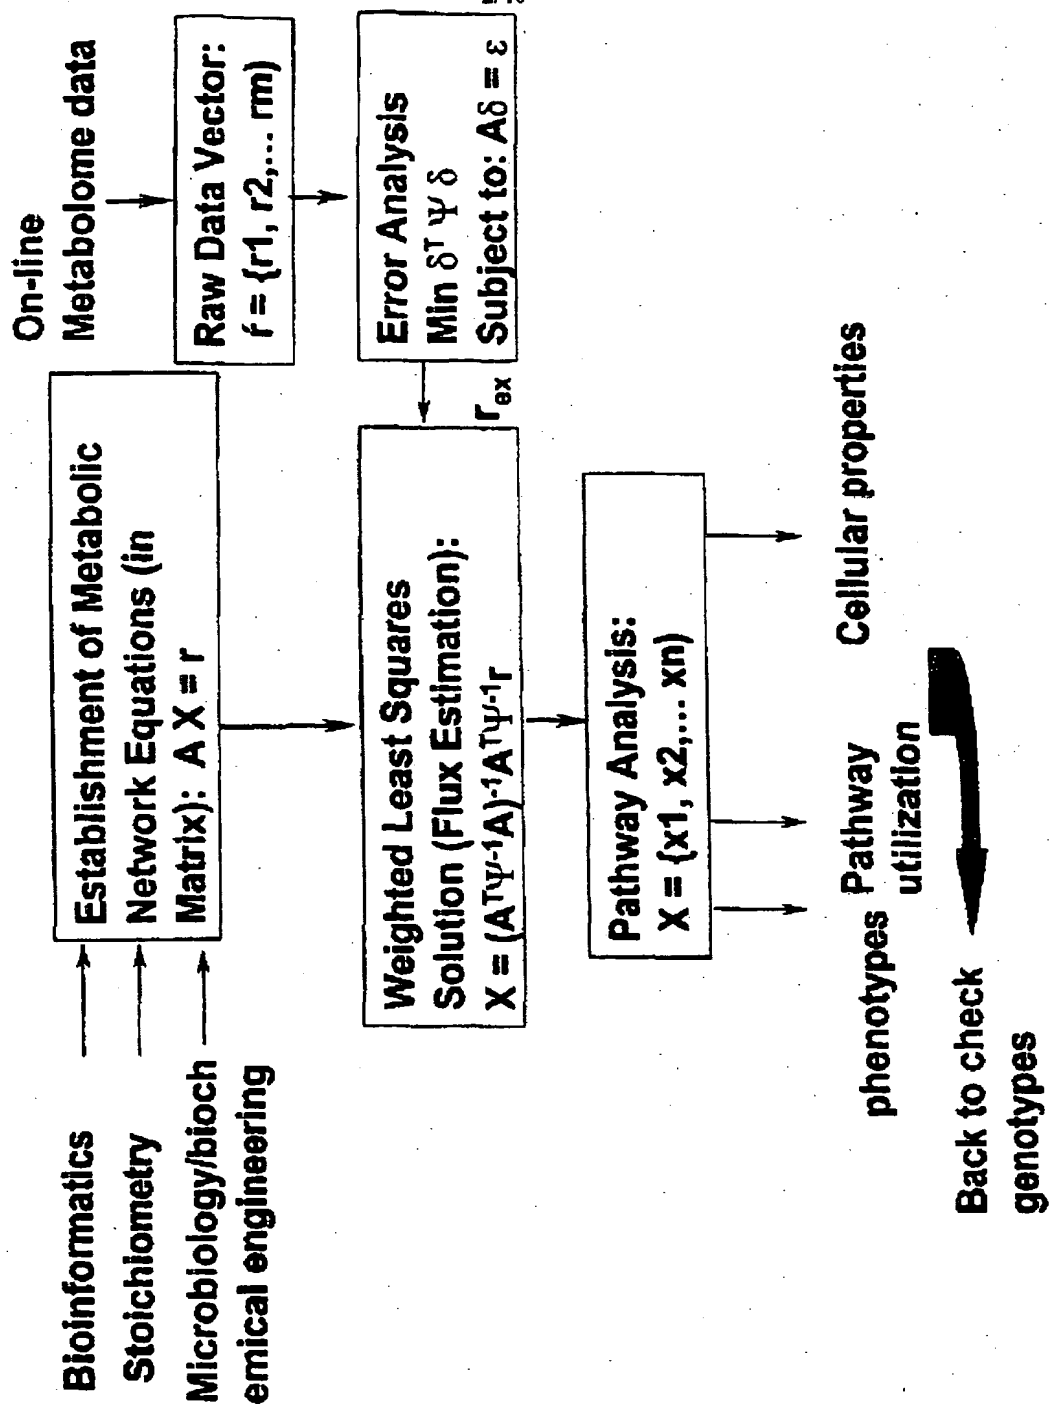 Bioinformatics
Stoichiometry
Microbiology/bioch
emical engineering
Establishment of Metabolic
Network Equations (in
Matrix): A X = r
On-line
Metabolome data
Raw Data Vector:
ŕ = {r1, r2,... rm)
Error Analysis
Min δᵀ Ψ δ
Subject to: Aδ = ε
rₑₓ
Weighted Least Squares
Solution (Flux Estimation):
X = (AᵀΨ⁻¹A)⁻¹AᵀΨ⁻¹r
Pathway Analysis:
X = {x1, x2,... xn)
phenotypes
Pathway
utilization
Cellular properties
Back to check
genotypes